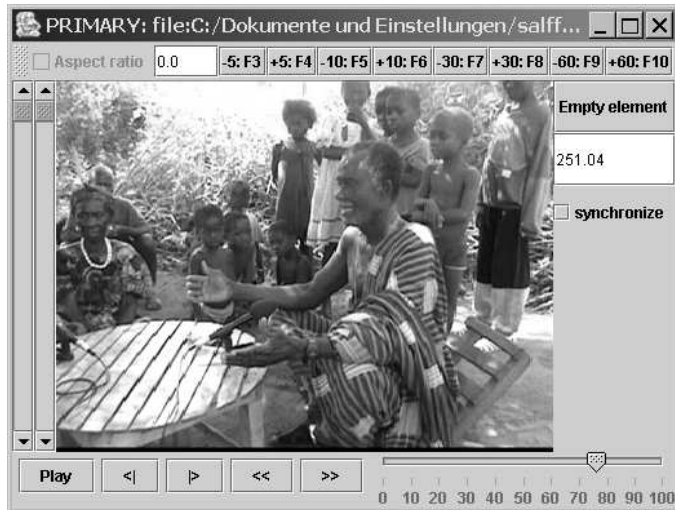 PRIMARY: file:C:/Dokumente und Einstellungen/salff...
Aspect ratio 0.0 -5: F3 +5: F4 -10: F5 +10: F6 -30: F7 +30: F8 -60: F9 +60: F10
Empty element
251.04
synchronize
Play <| |> << >>
0 10 20 30 40 50 60 70 80 90 100